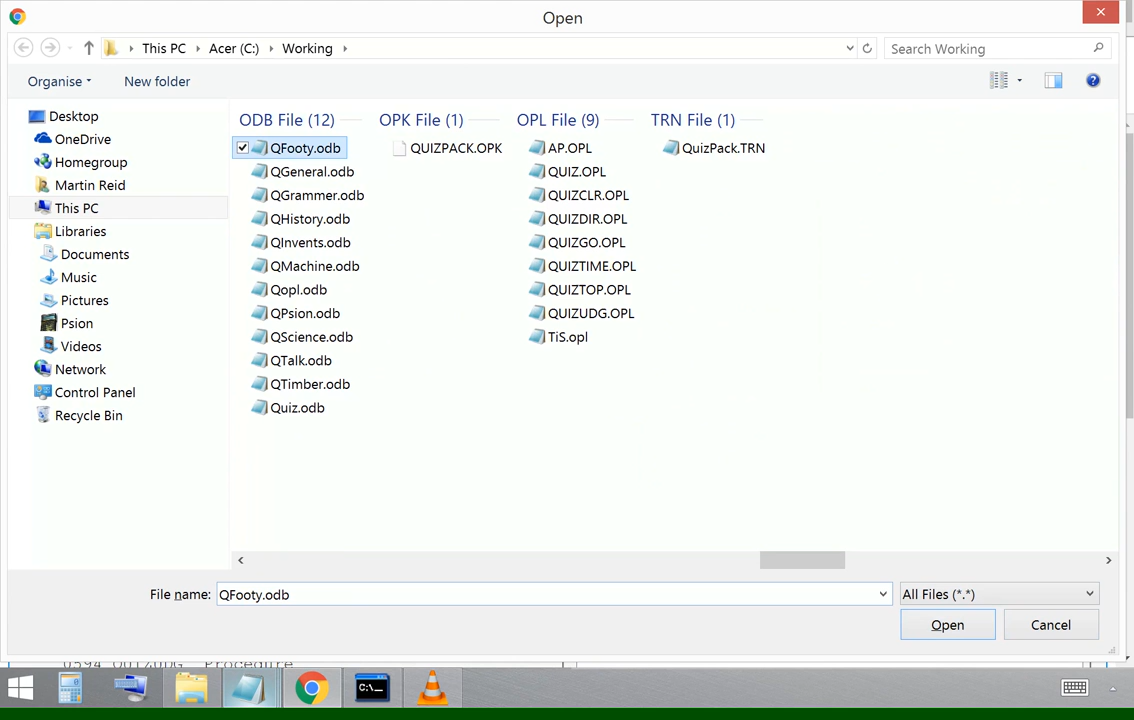 Open
This PC Acer (C:) Working
Search Working
Organise New folder
Desktop
OneDrive
Homegroup
Martin Reid
This PC
Libraries
Documents
Music
Pictures
Psion
Videos
Network
Control Panel
Recycle Bin
ODB File (12)
QFooty.odb
QGeneral.odb
QGrammer.odb
QHistory.odb
QInvents.odb
QMachine.odb
Qopl.odb
QPsion.odb
QScience.odb
QTalk.odb
QTimber.odb
Quiz.odb
OPK File (1)
QUIZPACK.OPK
OPL File (9)
AP.OPL
QUIZ.OPL
QUIZCLR.OPL
QUIZDIR.OPL
QUIZGO.OPL
QUIZTIME.OPL
QUIZTOP.OPL
QUIZUDG.OPL
TiS.opl
TRN File (1)
QuizPack.TRN
File name: QFooty.odb
All Files (*.*)
Open Cancel
0594 QUIZUDG Procedure
C:\_